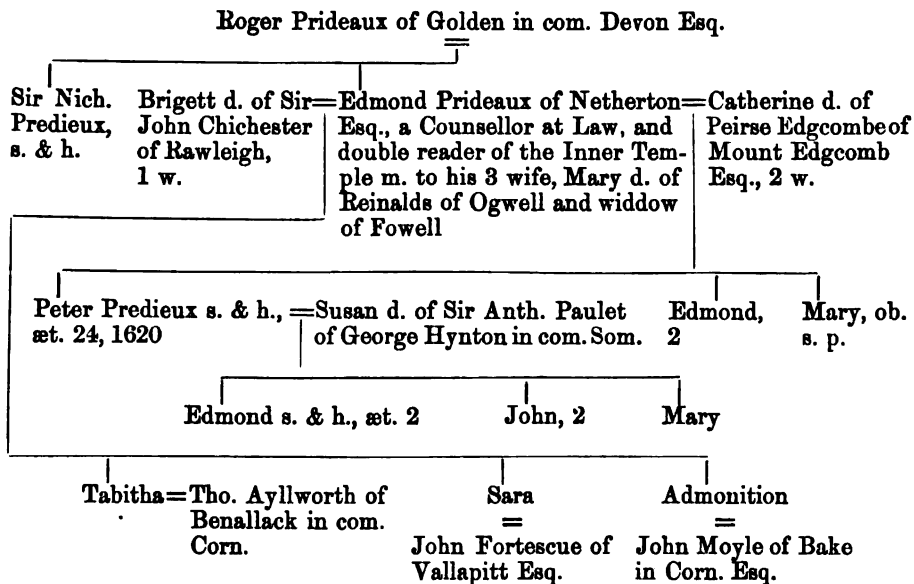 Roger Prideaux of Golden in com. Devon Esq.
Sir Nich.
Predieux,
s. & h.
Brigett d. of Sir
John Chichester
of Rawleigh,
1 w.
=Edmond Prideaux of Netherton=
Esq., a Counsellor at Law, and
double reader of the Inner Tem-
ple m. to his 3 wife, Mary d. of
Reinalds of Ogwell and widdow
of Fowell
Catherine d. of
Peirse Edgcombe of
Mount Edgcomb
Esq., 2 w.
Peter Predieux s. & h.,
æt. 24, 1620
=Susan d. of Sir Anth. Paulet
of George Hynton in com. Som.
Edmond,
2
Mary, ob.
s. p.
Edmond s. & h., æt. 2
John, 2
Mary
Tabitha=Tho. Ayllworth of
Benallack in com.
Corn.
Sara
=
John Fortescue of
Vallapitt Esq.
Admonition
=
John Moyle of Bake
in Corn. Esq.